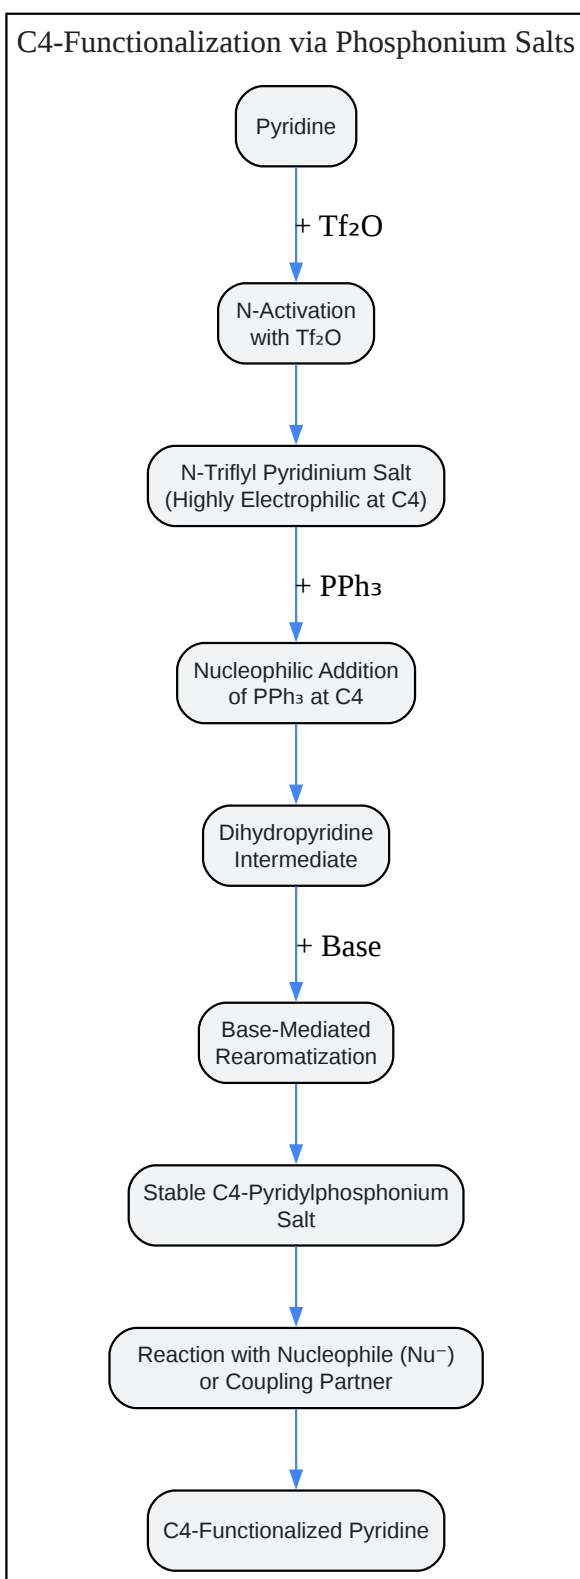 C4-Functionalization via Phosphonium Salts
Pyridine
+ Tf₂O
N-Activation
with Tf₂O
N-Triflyl Pyridinium Salt
(Highly Electrophilic at C4)
+ PPh₃
Nucleophilic Addition
of PPh₃ at C4
Dihydropyridine
Intermediate
+ Base
Base-Mediated
Rearomatization
Stable C4-Pyridylphosphonium
Salt
Reaction with Nucleophile (Nu⁻)
or Coupling Partner
C4-Functionalized Pyridine